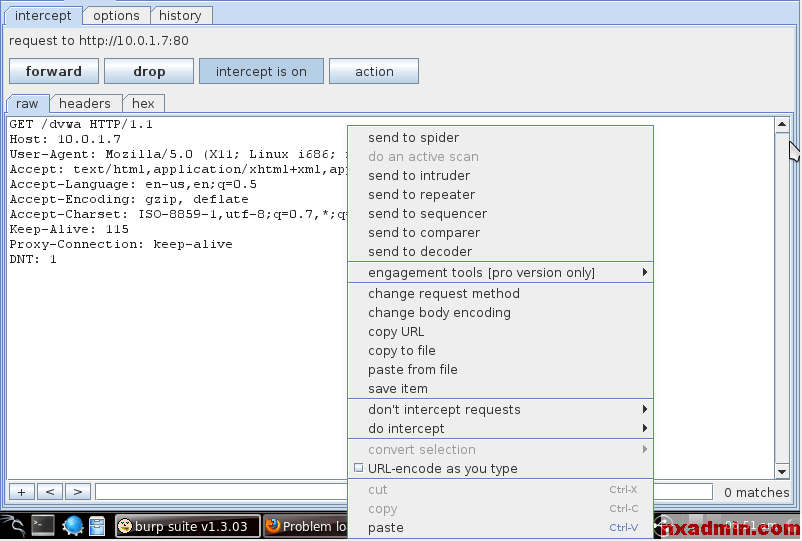 intercept options history
request to http://10.0.1.7:80
forward drop intercept is on action
raw headers hex
GET /dvwa HTTP/1.1
Host: 10.0.1.7
User-Agent: Mozilla/5.0 (X11; Linux i686;
Accept: text/html,application/xhtml+xml,ap
Accept-Language: en-us,en;q=0.5
Accept-Encoding: gzip, deflate
Accept-Charset: ISO-8859-1,utf-8;q=0.7,*;q=
Keep-Alive: 115
Proxy-Connection: keep-alive
DNT: 1
send to spider
do an active scan
send to intruder
send to repeater
send to sequencer
send to comparer
send to decoder
engagement tools [pro version only]
change request method
change body encoding
copy URL
copy to file
paste from file
save item
don't intercept requests
do intercept
convert selection
URL-encode as you type
cut Ctrl-X
copy Ctrl-C
paste Ctrl-V
+ < > 0 matches
burp suite v1.3.03 Problem lo
nxadmin.com